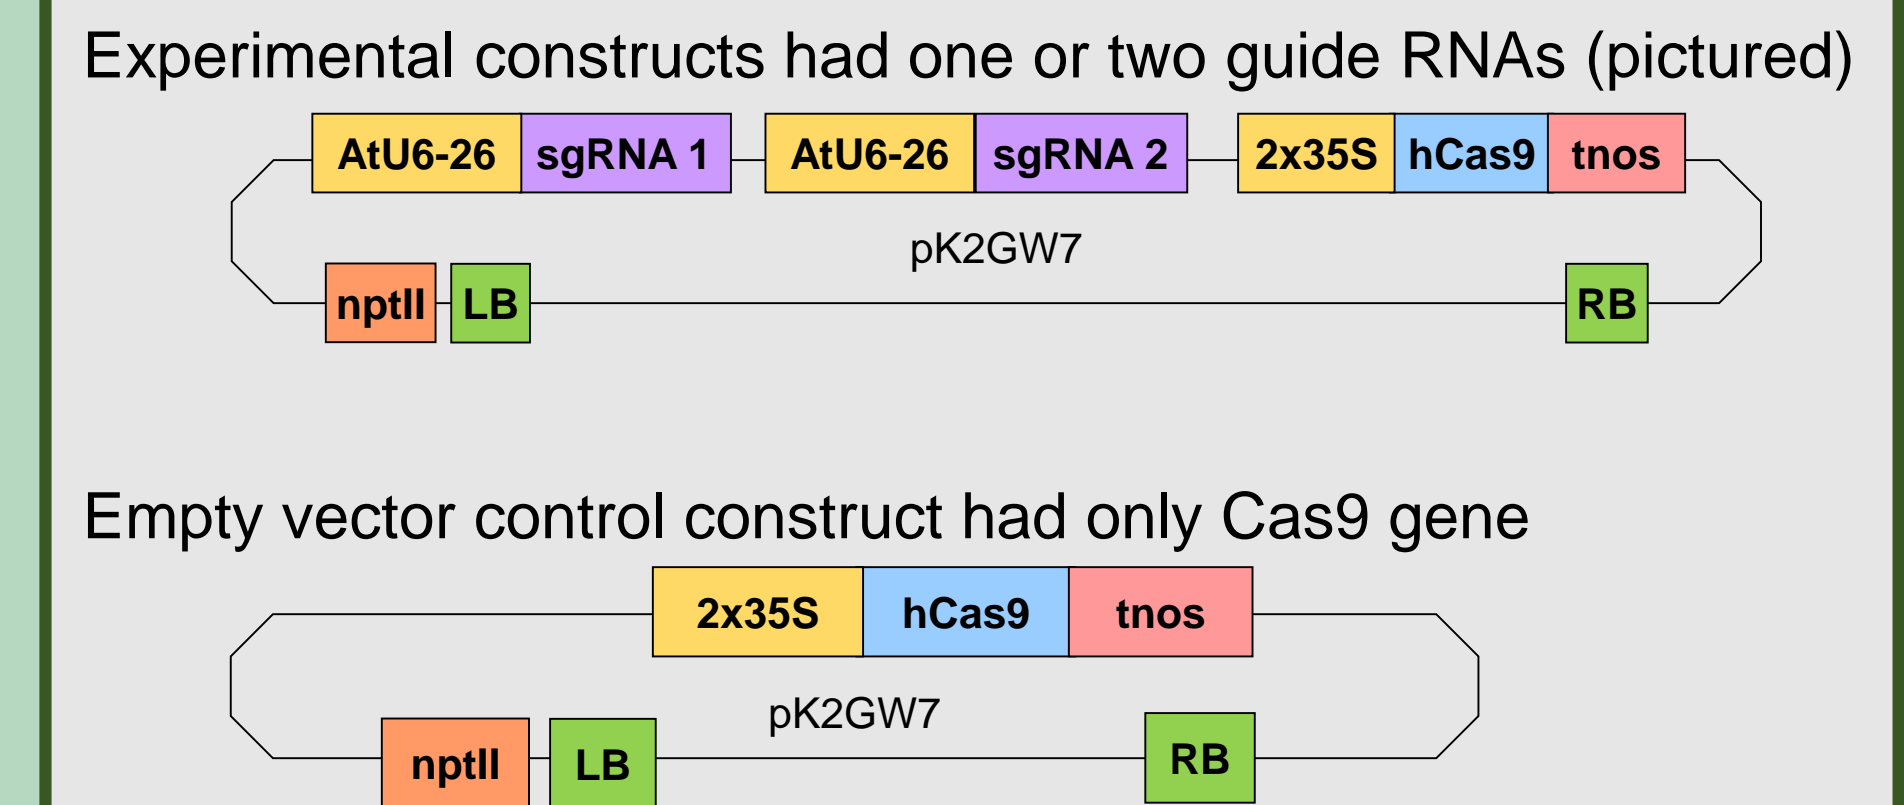 Experimental constructs had one or two guide RNAs (pictured)
AtU6-26 sgRNA 1 AtU6-26 sgRNA 2 2x35S hCas9 tnos
pK2GW7
nptII LB RB
Empty vector control construct had only Cas9 gene
2x35S hCas9 tnos
pK2GW7
nptII LB RB